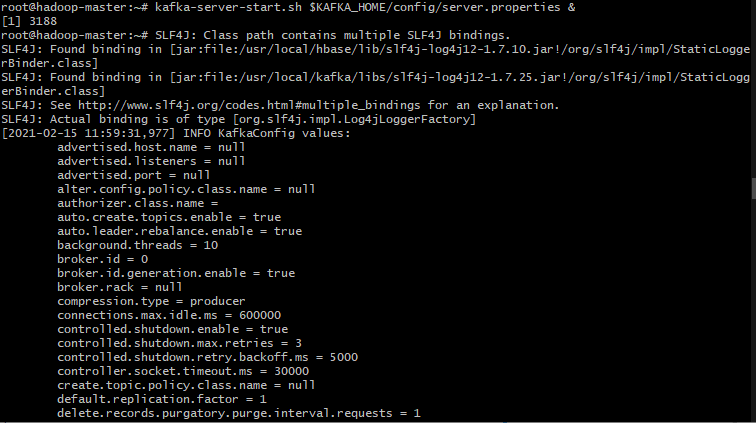 root@hadoop-master:~# kafka-server-start.sh $KAFKA_HOME/config/server.properties &
[1] 3188
root@hadoop-master:~# SLF4J: Class path contains multiple SLF4J bindings.
SLF4J: Found binding in [jar:file:/usr/local/hbase/lib/slf4j-log4j12-1.7.10.jar!/org/slf4j/impl/StaticLogge
rBinder.class]
SLF4J: Found binding in [jar:file:/usr/local/kafka/libs/slf4j-log4j12-1.7.25.jar!/org/slf4j/impl/StaticLogg
erBinder.class]
SLF4J: See http://www.slf4j.org/codes.html#multiple_bindings for an explanation.
SLF4J: Actual binding is of type [org.slf4j.impl.Log4jLoggerFactory]
[2021-02-15 11:59:31,977] INFO KafkaConfig values:
advertised.host.name = null
advertised.listeners = null
advertised.port = null
alter.config.policy.class.name = null
authorizer.class.name =
auto.create.topics.enable = true
auto.leader.rebalance.enable = true
background.threads = 10
broker.id = 0
broker.id.generation.enable = true
broker.rack = null
compression.type = producer
connections.max.idle.ms = 600000
controlled.shutdown.enable = true
controlled.shutdown.max.retries = 3
controlled.shutdown.retry.backoff.ms = 5000
controller.socket.timeout.ms = 30000
create.topic.policy.class.name = null
default.replication.factor = 1
delete.records.purgatory.purge.interval.requests = 1